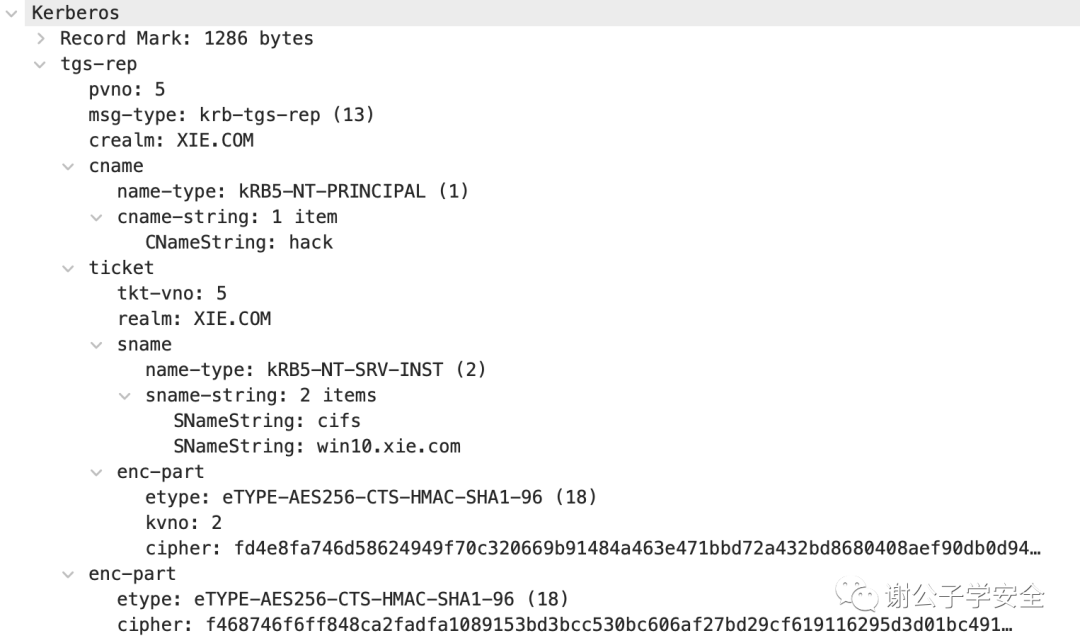 Kerberos
Record Mark: 1286 bytes
tgs-rep
pvno: 5
msg-type: krb-tgs-rep (13)
crealm: XIE.COM
cname
name-type: kRB5-NT-PRINCIPAL (1)
cname-string: 1 item
CNameString: hack
ticket
tkt-vno: 5
realm: XIE.COM
sname
name-type: kRB5-NT-SRV-INST (2)
sname-string: 2 items
SNameString: cifs
SNameString: win10.xie.com
enc-part
etype: eTYPE-AES256-CTS-HMAC-SHA1-96 (18)
kvno: 2
cipher: fd4e8fa746d58624949f70c320669b91484a463e471bbd72a432bd8680408aef90db0d94…
enc-part
etype: eTYPE-AES256-CTS-HMAC-SHA1-96 (18)
cipher: f468746f6ff848ca2fadfa1089153bd3bcc530bc606af27bd29cf619116295d3d01bc491…
谢公子学安全